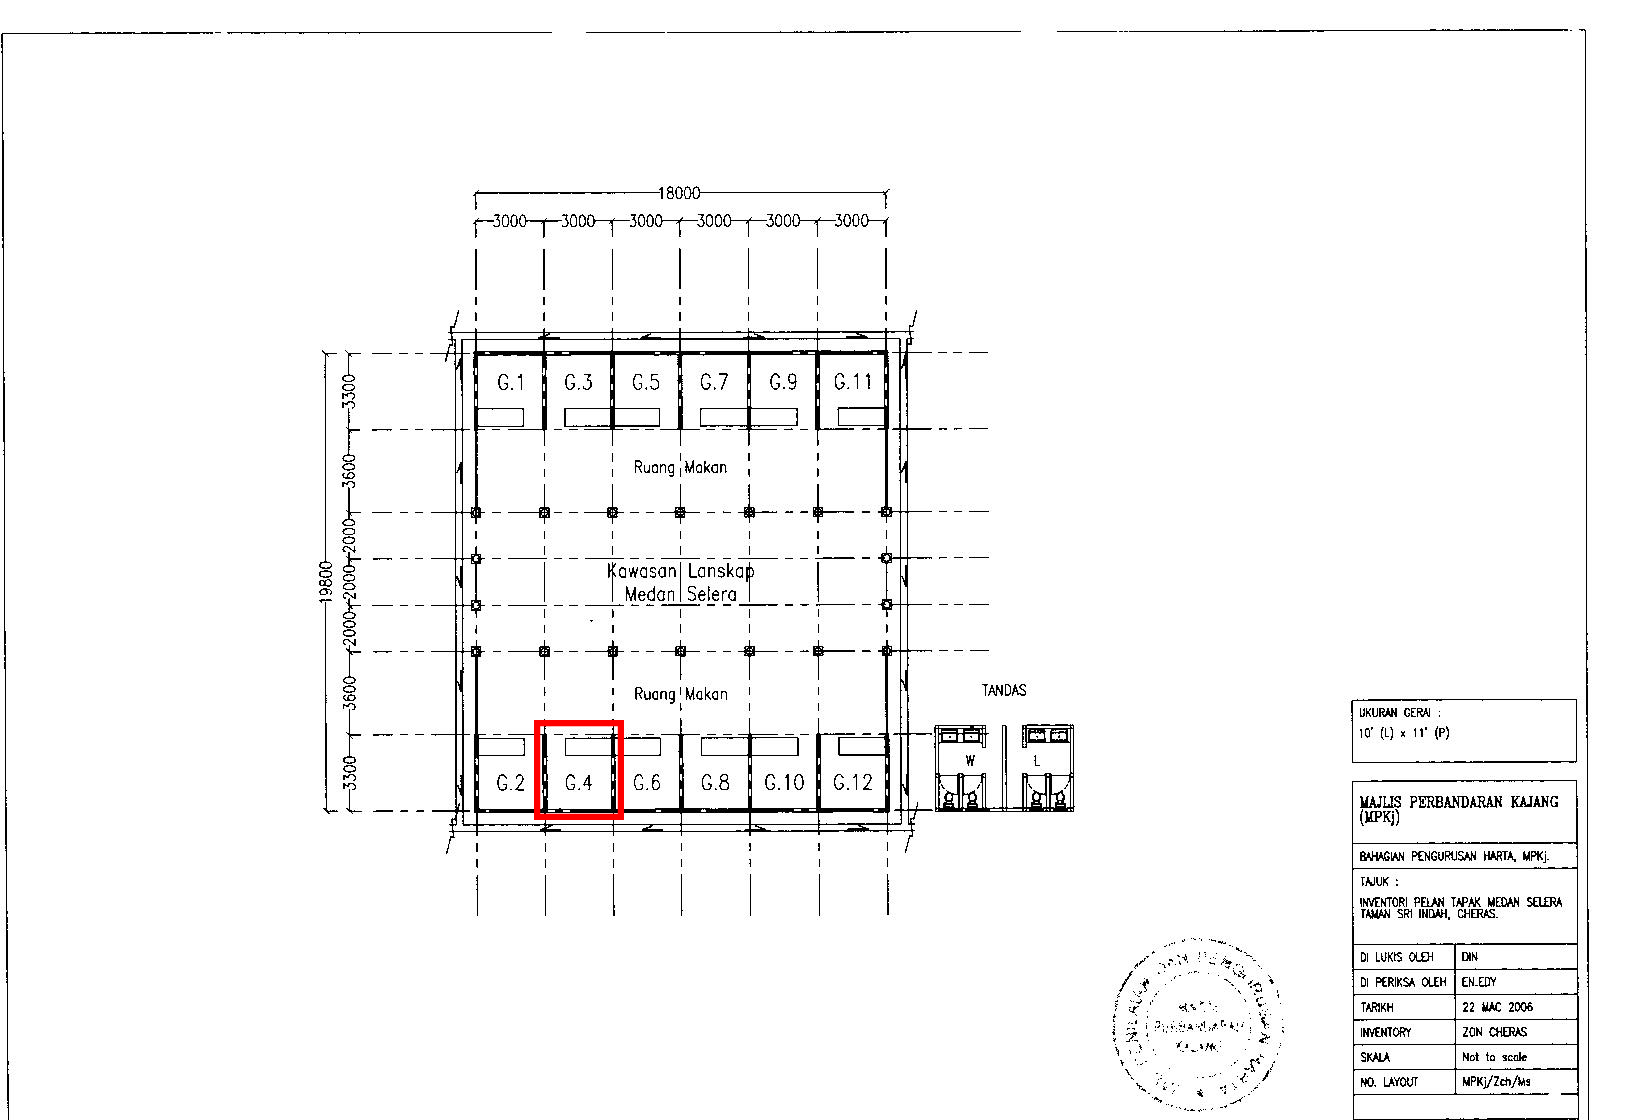 18000
3000 3000 3000 3000 3000 3000
G.1 G.3 G.5 G.7 G.9 G.11
3300
3600
2000
2000
2000
3600
3300
19800
Ruang Makan
Kawasan Lanskap
Medan Selera
Ruang Makan
G.2 G.4 G.6 G.8 G.10 G.12
TANDAS
W L
UKURAN GERAI :
10' (L) x 11' (P)
MAJLIS PERBANDARAN KAJANG
(MPKj)
BAHAGIAN PENGURUSAN HARTA, MPKj.
TAJUK :
INVENTORI PELAN TAPAK MEDAN SELERA
TAMAN SRI INDAH, CHERAS.
DI LUKIS OLEH DIN
DI PERIKSA OLEH EN.EDY
TARIKH 22 MAC 2006
INVENTORY ZON CHERAS
SKALA Not to scale
NO. LAYOUT MPKj/Zch/Ms
DAN
HARTA
PERBANDARAN